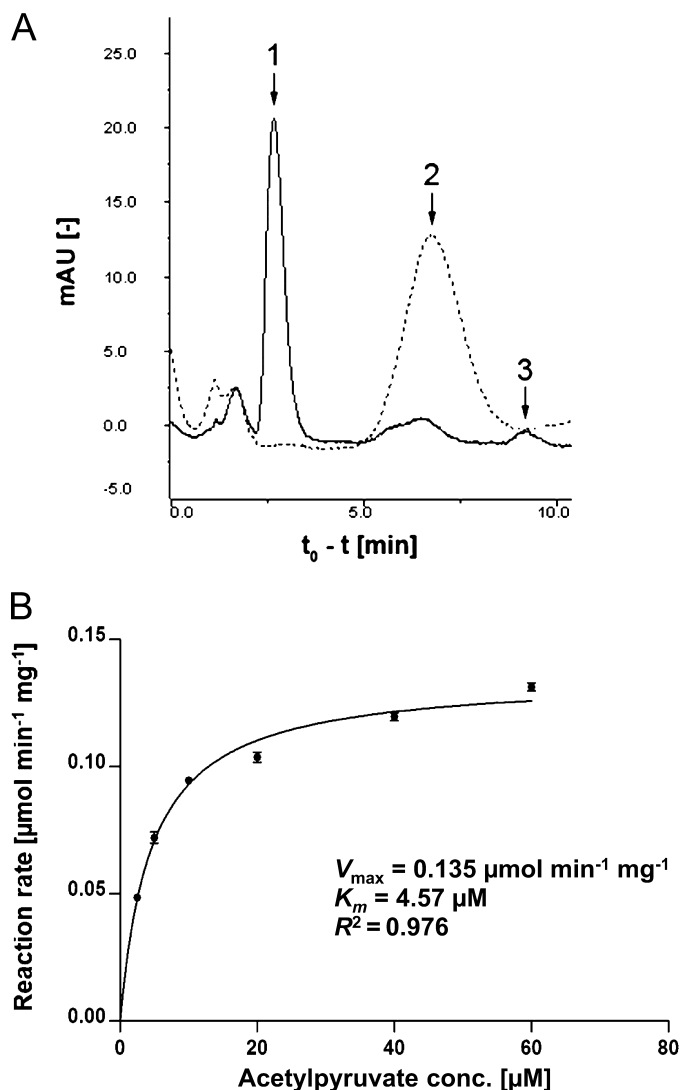 A
25.0
20.0
15.0
10.0
5.0
0.0
-5.0
mAU [-]
1
2
3
0.0
5.0
10.0
t₀ - t [min]
B
0.15
0.10
0.05
0.00
Reaction rate [µmol min⁻¹ mg⁻¹]
Vmax = 0.135 µmol min⁻¹ mg⁻¹
Km = 4.57 µM
R² = 0.976
0
20
40
60
80
Acetylpyruvate conc. [µM]